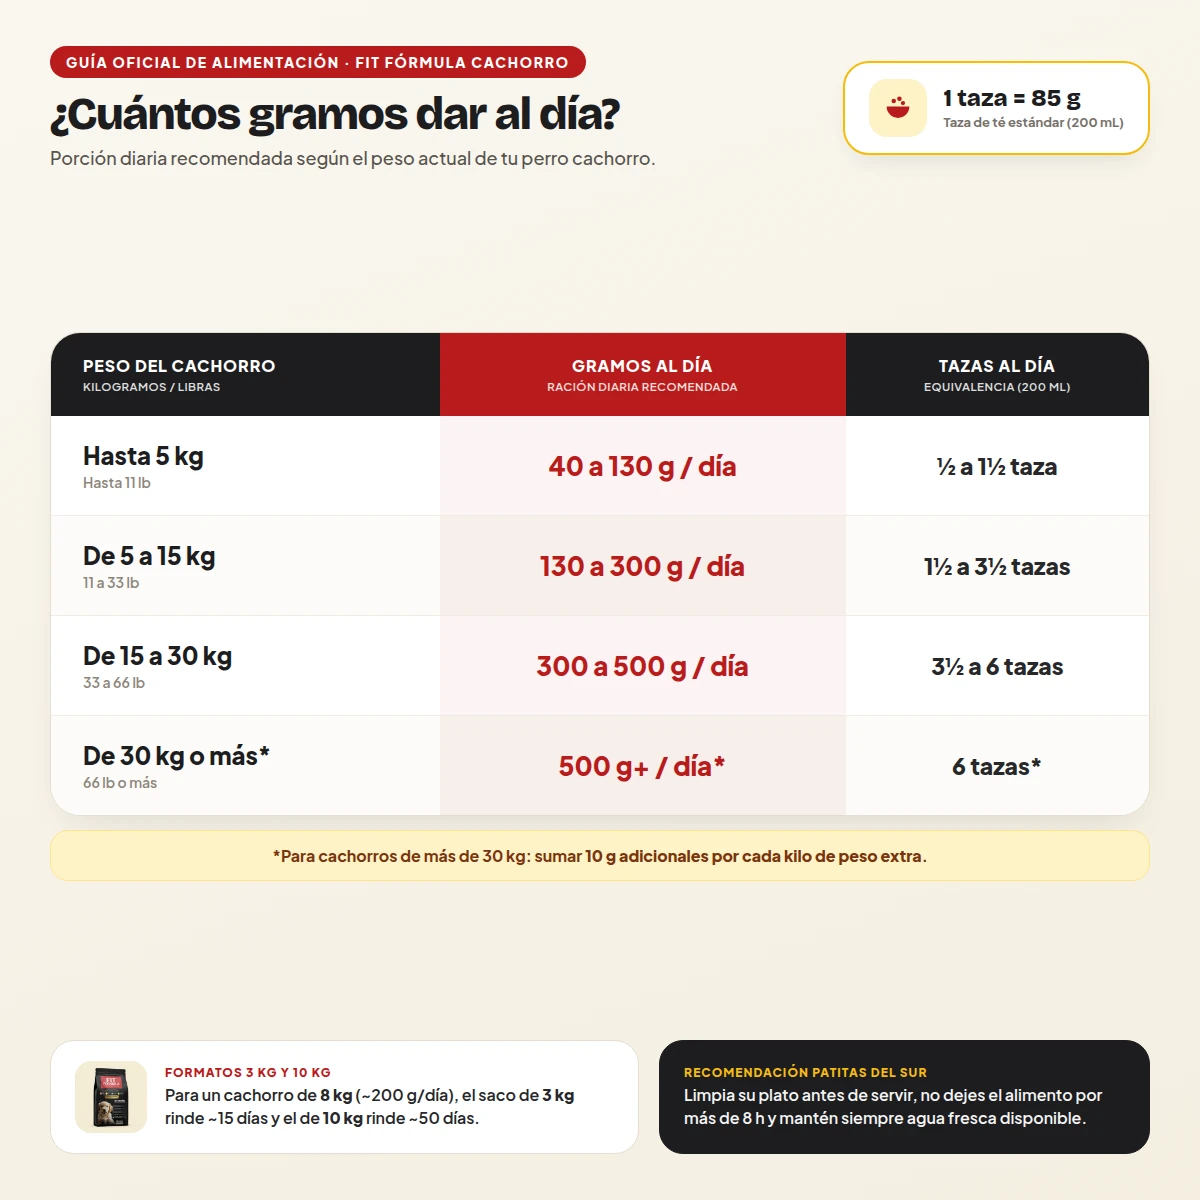 GUÍA OFICIAL DE ALIMENTACIÓN · FIT FÓRMULA CACHORRO
¿Cuántos gramos dar al día?
Porción diaria recomendada según el peso actual de tu perro cachorro.
1 taza = 85 g
Taza de té estándar (200 mL)
PESO DEL CACHORRO
KILOGRAMOS / LIBRAS
GRAMOS AL DÍA
RACIÓN DIARIA RECOMENDADA
TAZAS AL DÍA
EQUIVALENCIA (200 ML)
Hasta 5 kg
Hasta 11 lb
40 a 130 g / día
½ a 1½ taza
De 5 a 15 kg
11 a 33 lb
130 a 300 g / día
1½ a 3½ tazas
De 15 a 30 kg
33 a 66 lb
300 a 500 g / día
3½ a 6 tazas
De 30 kg o más*
66 lb o más
500 g+ / día*
6 tazas*
*Para cachorros de más de 30 kg: sumar 10 g adicionales por cada kilo de peso extra.
FIT
FORMATOS 3 KG Y 10 KG
Para un cachorro de 8 kg (~200 g/día), el saco de 3 kg
rinde ~15 días y el de 10 kg rinde ~50 días.
RECOMENDACIÓN PATITAS DEL SUR
Limpia su plato antes de servir, no dejes el alimento por
más de 8 h y mantén siempre agua fresca disponible.